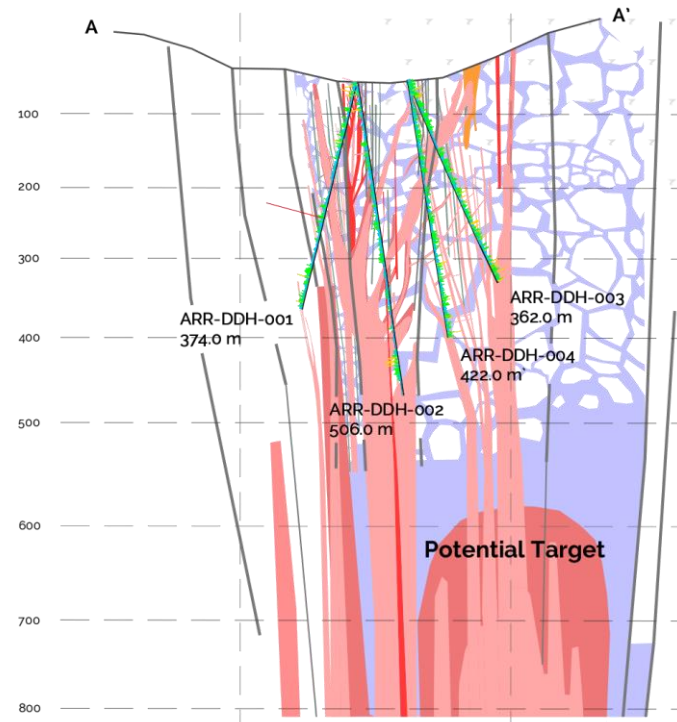 A
A'
100
200
300
ARR-DDH-003
362.0 m
ARR-DDH-001
374.0 m
400
ARR-DDH-004
422.0 m
ARR-DDH-002
506.0 m
500
600
Potential Target
700
800